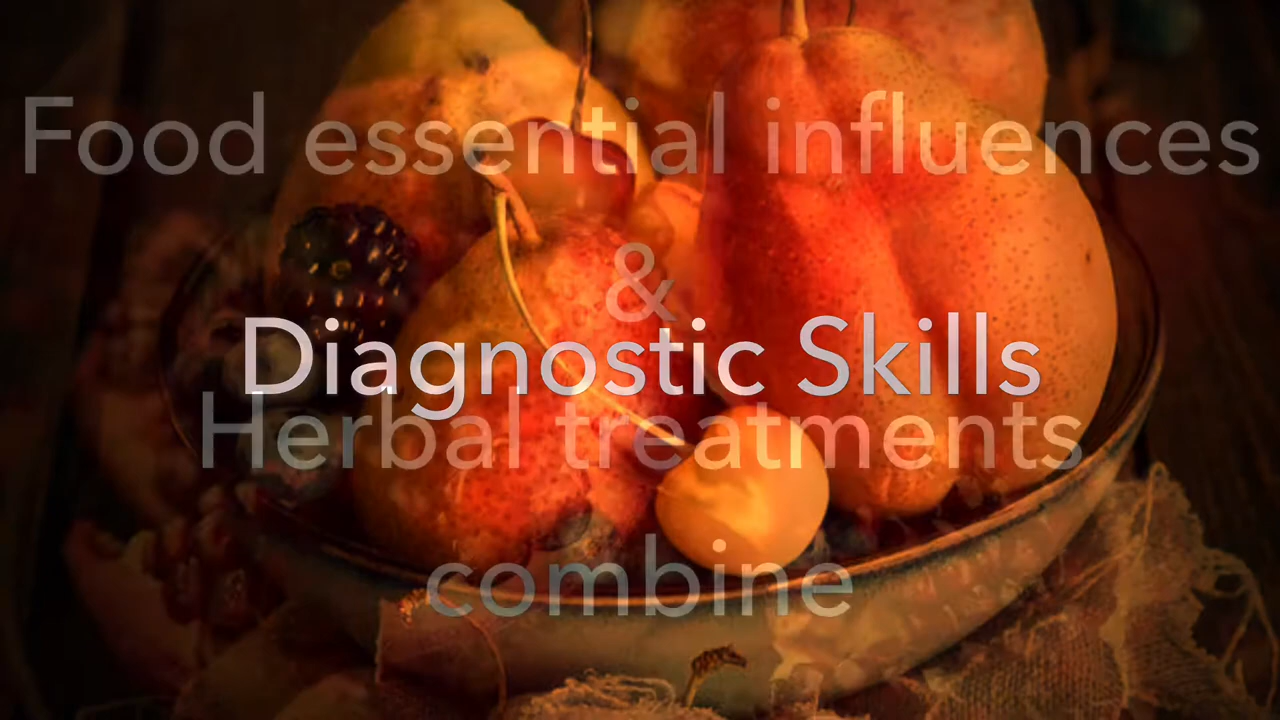 Food essential influences
&
Diagnostic Skills
Herbal treatments
combine